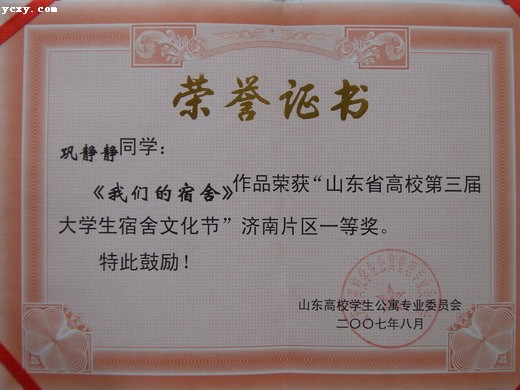 ycxy.com
荣誉证书
巩静静同学：
《我们的宿舍》作品荣获“山东省高校第三届
大学生宿舍文化节”济南片区一等奖。
特此鼓励！
山东高校学生公寓专业委员会
二〇〇七年八月